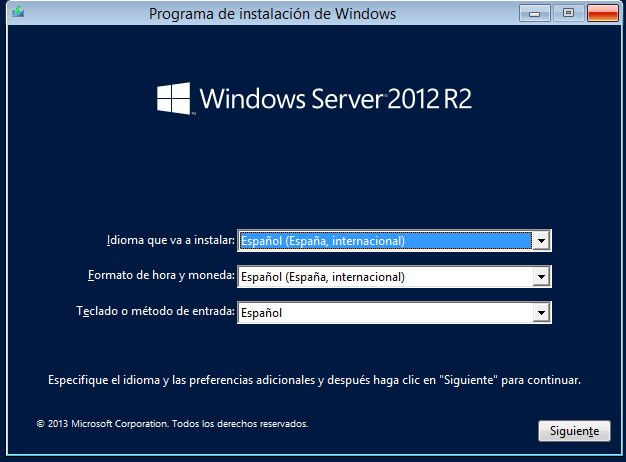 Programa de instalación de Windows
Windows Server 2012 R2
Idioma que va a instalar: Español (España, internacional)
Formato de hora y moneda: Español (España, internacional)
Teclado o método de entrada: Español
Especifique el idioma y las preferencias adicionales y después haga clic en "Siguiente" para continuar.
© 2013 Microsoft Corporation. Todos los derechos reservados.
Siguiente